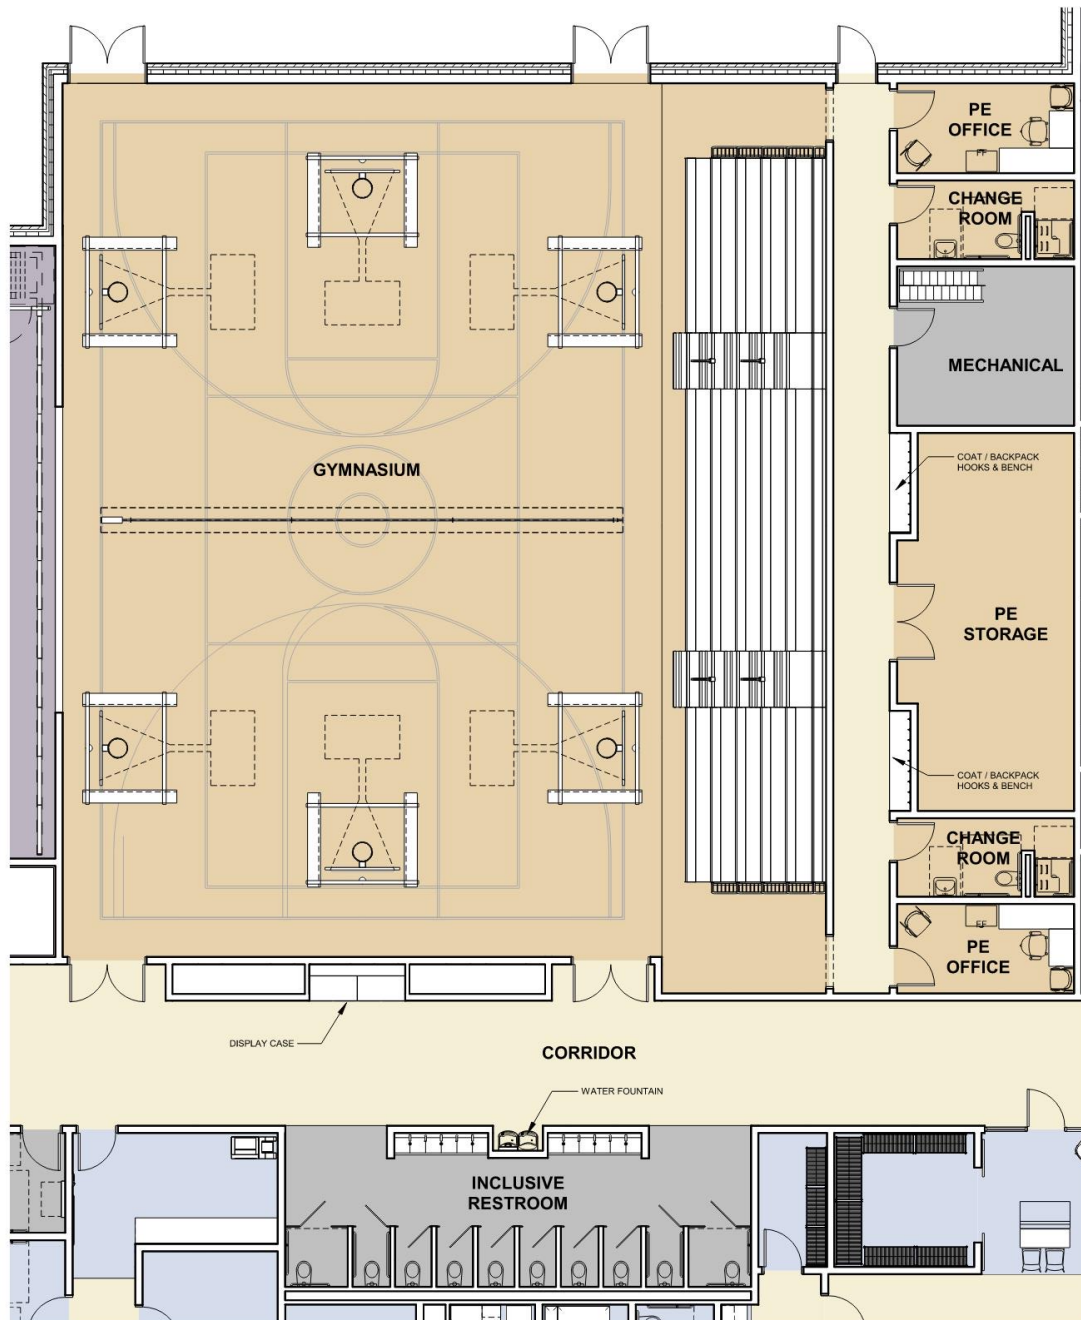 PE
OFFICE
CHANGE
ROOM
MECHANICAL
COAT / BACKPACK
HOOKS & BENCH
GYMNASIUM
PE
STORAGE
COAT / BACKPACK
HOOKS & BENCH
CHANGE
ROOM
PE
OFFICE
DISPLAY CASE
CORRIDOR
WATER FOUNTAIN
INCLUSIVE
RESTROOM